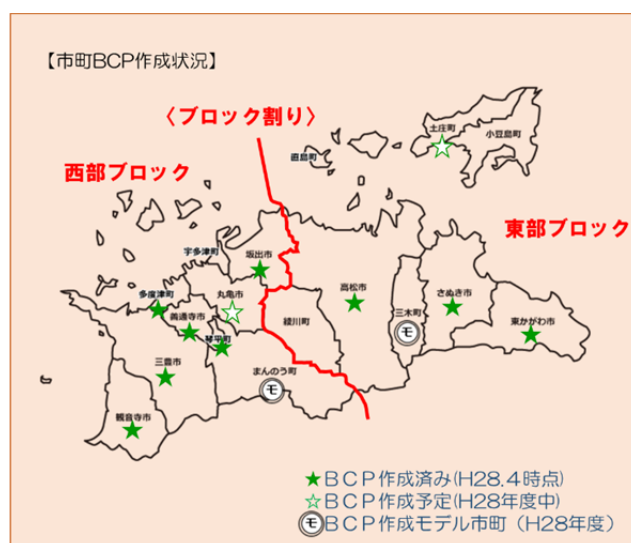 【市町BCP作成状況】
〈ブロック割り〉
土庄町
小豆島町
直島町
西部ブロック
東部ブロック
宇多津町
坂出市
高松市
さぬき市
多度津町
丸亀市
三木町
善通寺市
綾川町
東かがわ市
琴平町
三豊市
まんのう町
モ
モ
観音寺市
★BCP作成済み(H28.4時点)
☆BCP作成予定(H28年度中)
モ BCP作成モデル市町（H28年度）